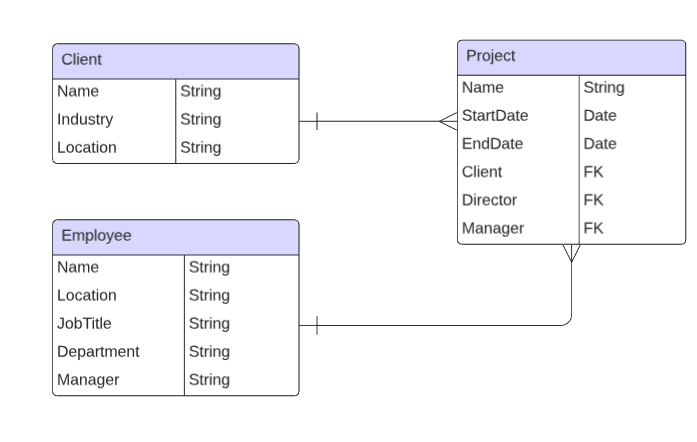 Client
Name String
Industry String
Location String
Project
Name String
StartDate Date
EndDate Date
Client FK
Director FK
Manager FK
Employee
Name String
Location String
JobTitle String
Department String
Manager String